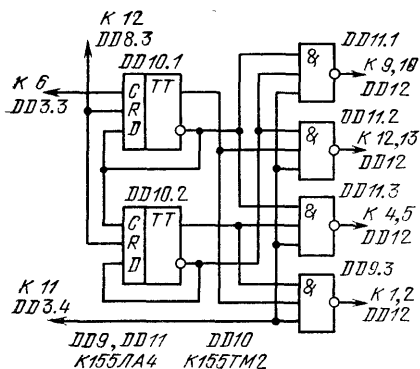 К 12
DD8.3
DD10.1
К 6
DD3.3
C
R
D
TT
DD10.2
C
R
D
TT
К 11
DD3.4
DD9, DD11
К155ЛА4
DD10
К155ТМ2
&
DD11.1
К 9,10
DD12
&
DD11.2
К 12,13
DD12
&
DD11.3
К 4,5
DD12
&
DD9.3
К 1,2
DD12